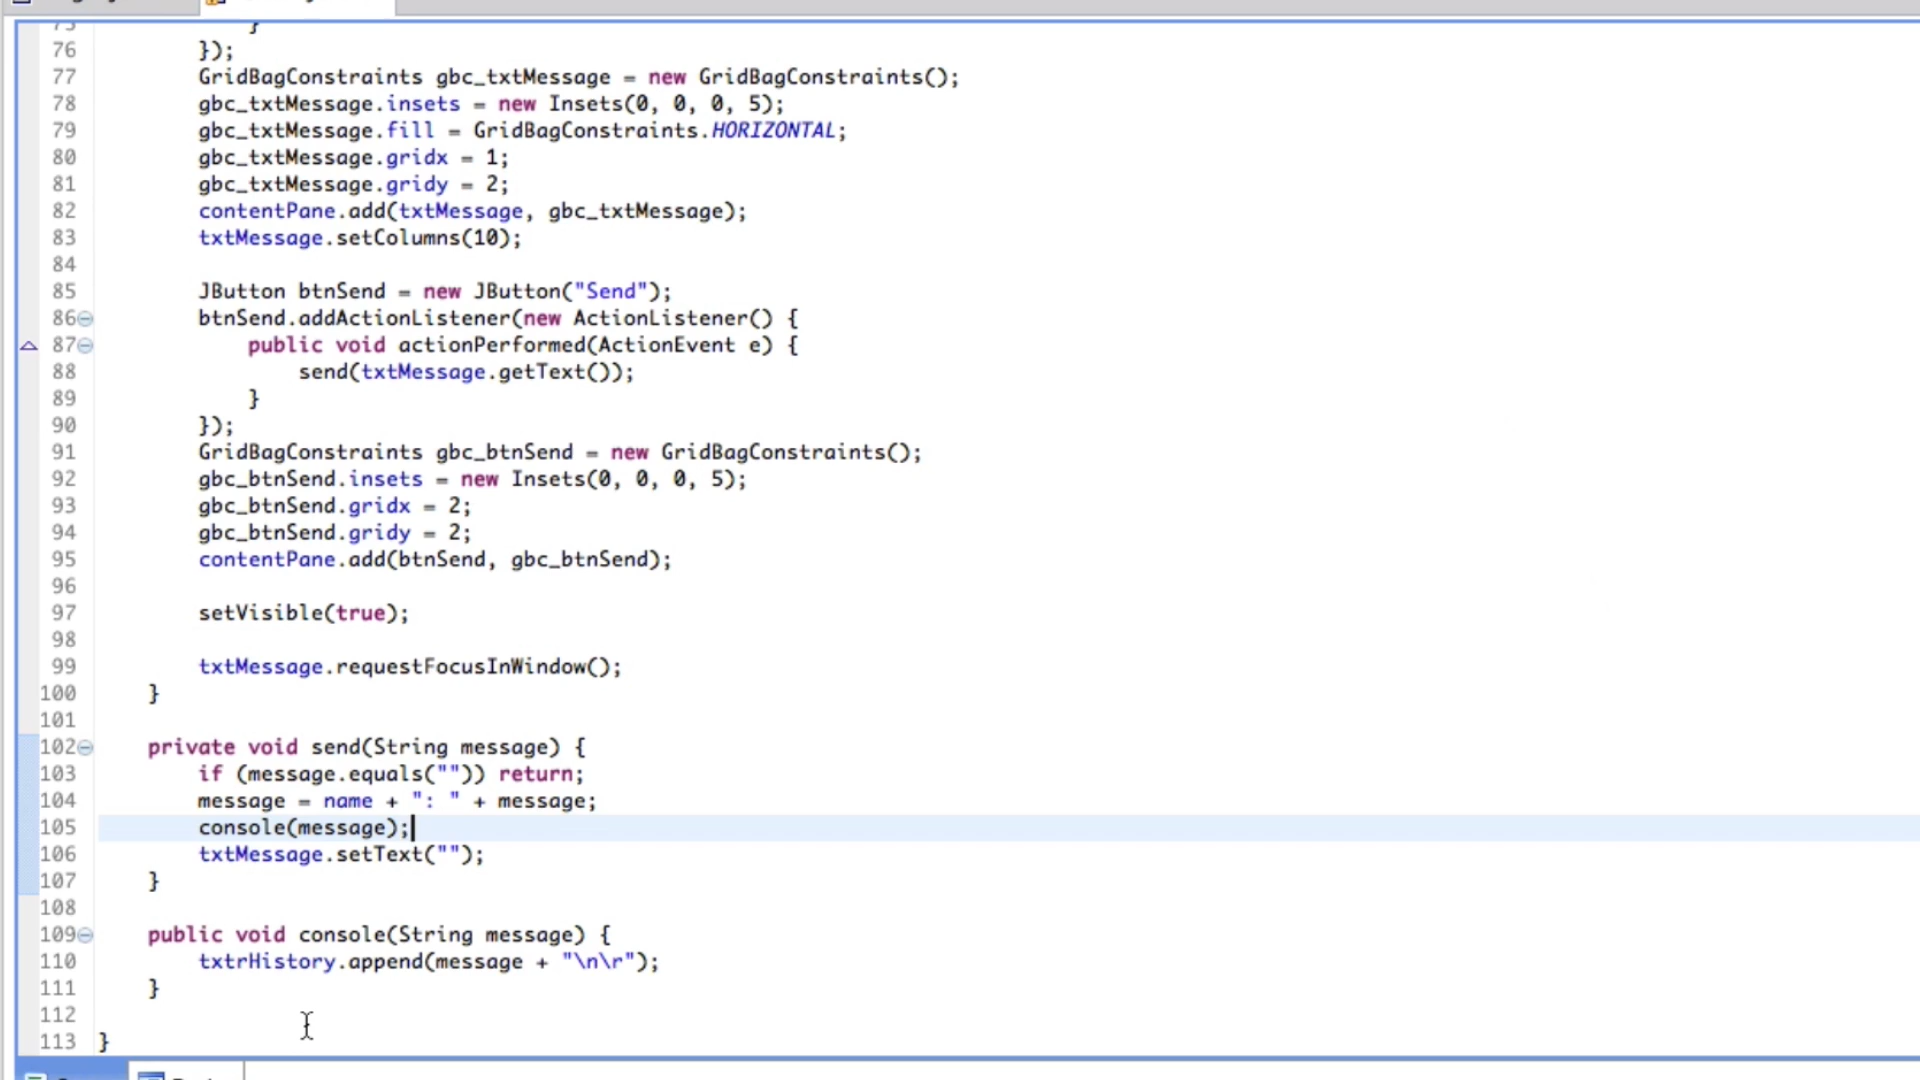 75 }
76 });
77 GridBagConstraints gbc_txtMessage = new GridBagConstraints();
78 gbc_txtMessage.insets = new Insets(0, 0, 0, 5);
79 gbc_txtMessage.fill = GridBagConstraints.HORIZONTAL;
80 gbc_txtMessage.gridx = 1;
81 gbc_txtMessage.gridy = 2;
82 contentPane.add(txtMessage, gbc_txtMessage);
83 txtMessage.setColumns(10);
84
85 JButton btnSend = new JButton("Send");
86 btnSend.addActionListener(new ActionListener() {
87 public void actionPerformed(ActionEvent e) {
88 send(txtMessage.getText());
89 }
90 });
91 GridBagConstraints gbc_btnSend = new GridBagConstraints();
92 gbc_btnSend.insets = new Insets(0, 0, 0, 5);
93 gbc_btnSend.gridx = 2;
94 gbc_btnSend.gridy = 2;
95 contentPane.add(btnSend, gbc_btnSend);
96
97 setVisible(true);
98
99 txtMessage.requestFocusInWindow();
100 }
101
102 private void send(String message) {
103 if (message.equals("")) return;
104 message = name + ": " + message;
105 console(message);
106 txtMessage.setText("");
107 }
108
109 public void console(String message) {
110 txtrHistory.append(message + "\n\r");
111 }
112
113 }